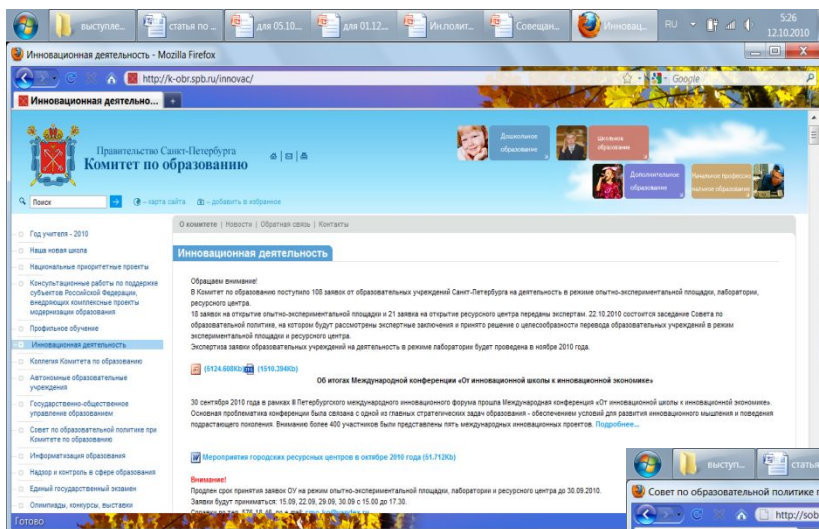 выступле...
статья по ...
для 05.10...
для 01.12...
Ин.полит...
Совещан...
Инновац...
RU
5:26
12.10.2010
Инновационная деятельность - Mozilla Firefox
http://k-obr.spb.ru/innovac/
Google
Инновационная деятельно...
Правительство Санкт-Петербурга
Комитет по образованию
Дошкольное образование
Школьное образование
Дополнительное образование
Начальное профессиональное образование
Поиск
– карта сайта
– добавить в избранное
О комитете | Новости | Обратная связь | Контакты
Год учителя - 2010
Наша новая школа
Национальные приоритетные проекты
Консультационные работы по поддержке
субъектов Российской Федерации,
внедряющих комплексные проекты
модернизации образования
Профильное обучение
Инновационная деятельность
Коллегия Комитета по образованию
Автономные образовательные
учреждения
Государственно-общественное
управление образованием
Совет по образовательной политике при
Комитете по образованию
Информатизация образования
Надзор и контроль в сфере образования
Единый государственный экзамен
Олимпиады, конкурсы, выставки
Инновационная деятельность
Обращаем внимание!
В Комитет по образованию поступило 108 заявок от образовательных учреждений Санкт-Петербурга на деятельность в режиме опытно-экспериментальной площадки, лаборатории,
ресурсного центра.
18 заявок на открытие опытно-экспериментальной площадки и 21 заявка на открытие ресурсного центра переданы экспертам. 22.10.2010 состоится заседание Совета по
образовательной политике, на котором будут рассмотрены экспертные заключения и принято решение о целесообразности перевода образовательных учреждений в режим
экспериментальной площадки и ресурсного центра.
Экспертиза заявки образовательных учреждений на деятельность в режиме лаборатории будет проведена в ноябре 2010 года.
(6124.608Kb) (1510.394Kb)
Об итогах Международной конференции «От инновационной школы к инновационной экономике»
30 сентября 2010 года в рамках III Петербургского международного инновационного форума прошла Международная конференция «От инновационной школы к инновационной экономике».
Основная проблематика конференции была связана с одной из главных стратегических задач образования - обеспечением условий для развития инновационного мышления и поведения
подрастающего поколения. Вниманию более 400 участников были представлены пять международных инновационных проектов. Подробнее...
Мероприятия городских ресурсных центров в октябре 2010 года (51.712Kb)
Внимание!
Продлен срок принятия заявок ОУ на режим опытно-экспериментальной площадки, лаборатории и ресурсного центра до 30.09.2010.
Заявки будут приниматься: 15.09, 22.09, 29.09, 30.09 с 15.00 до 17.30.
Готово
выступ...
статья
Совет по образовательной политике п
http://sob